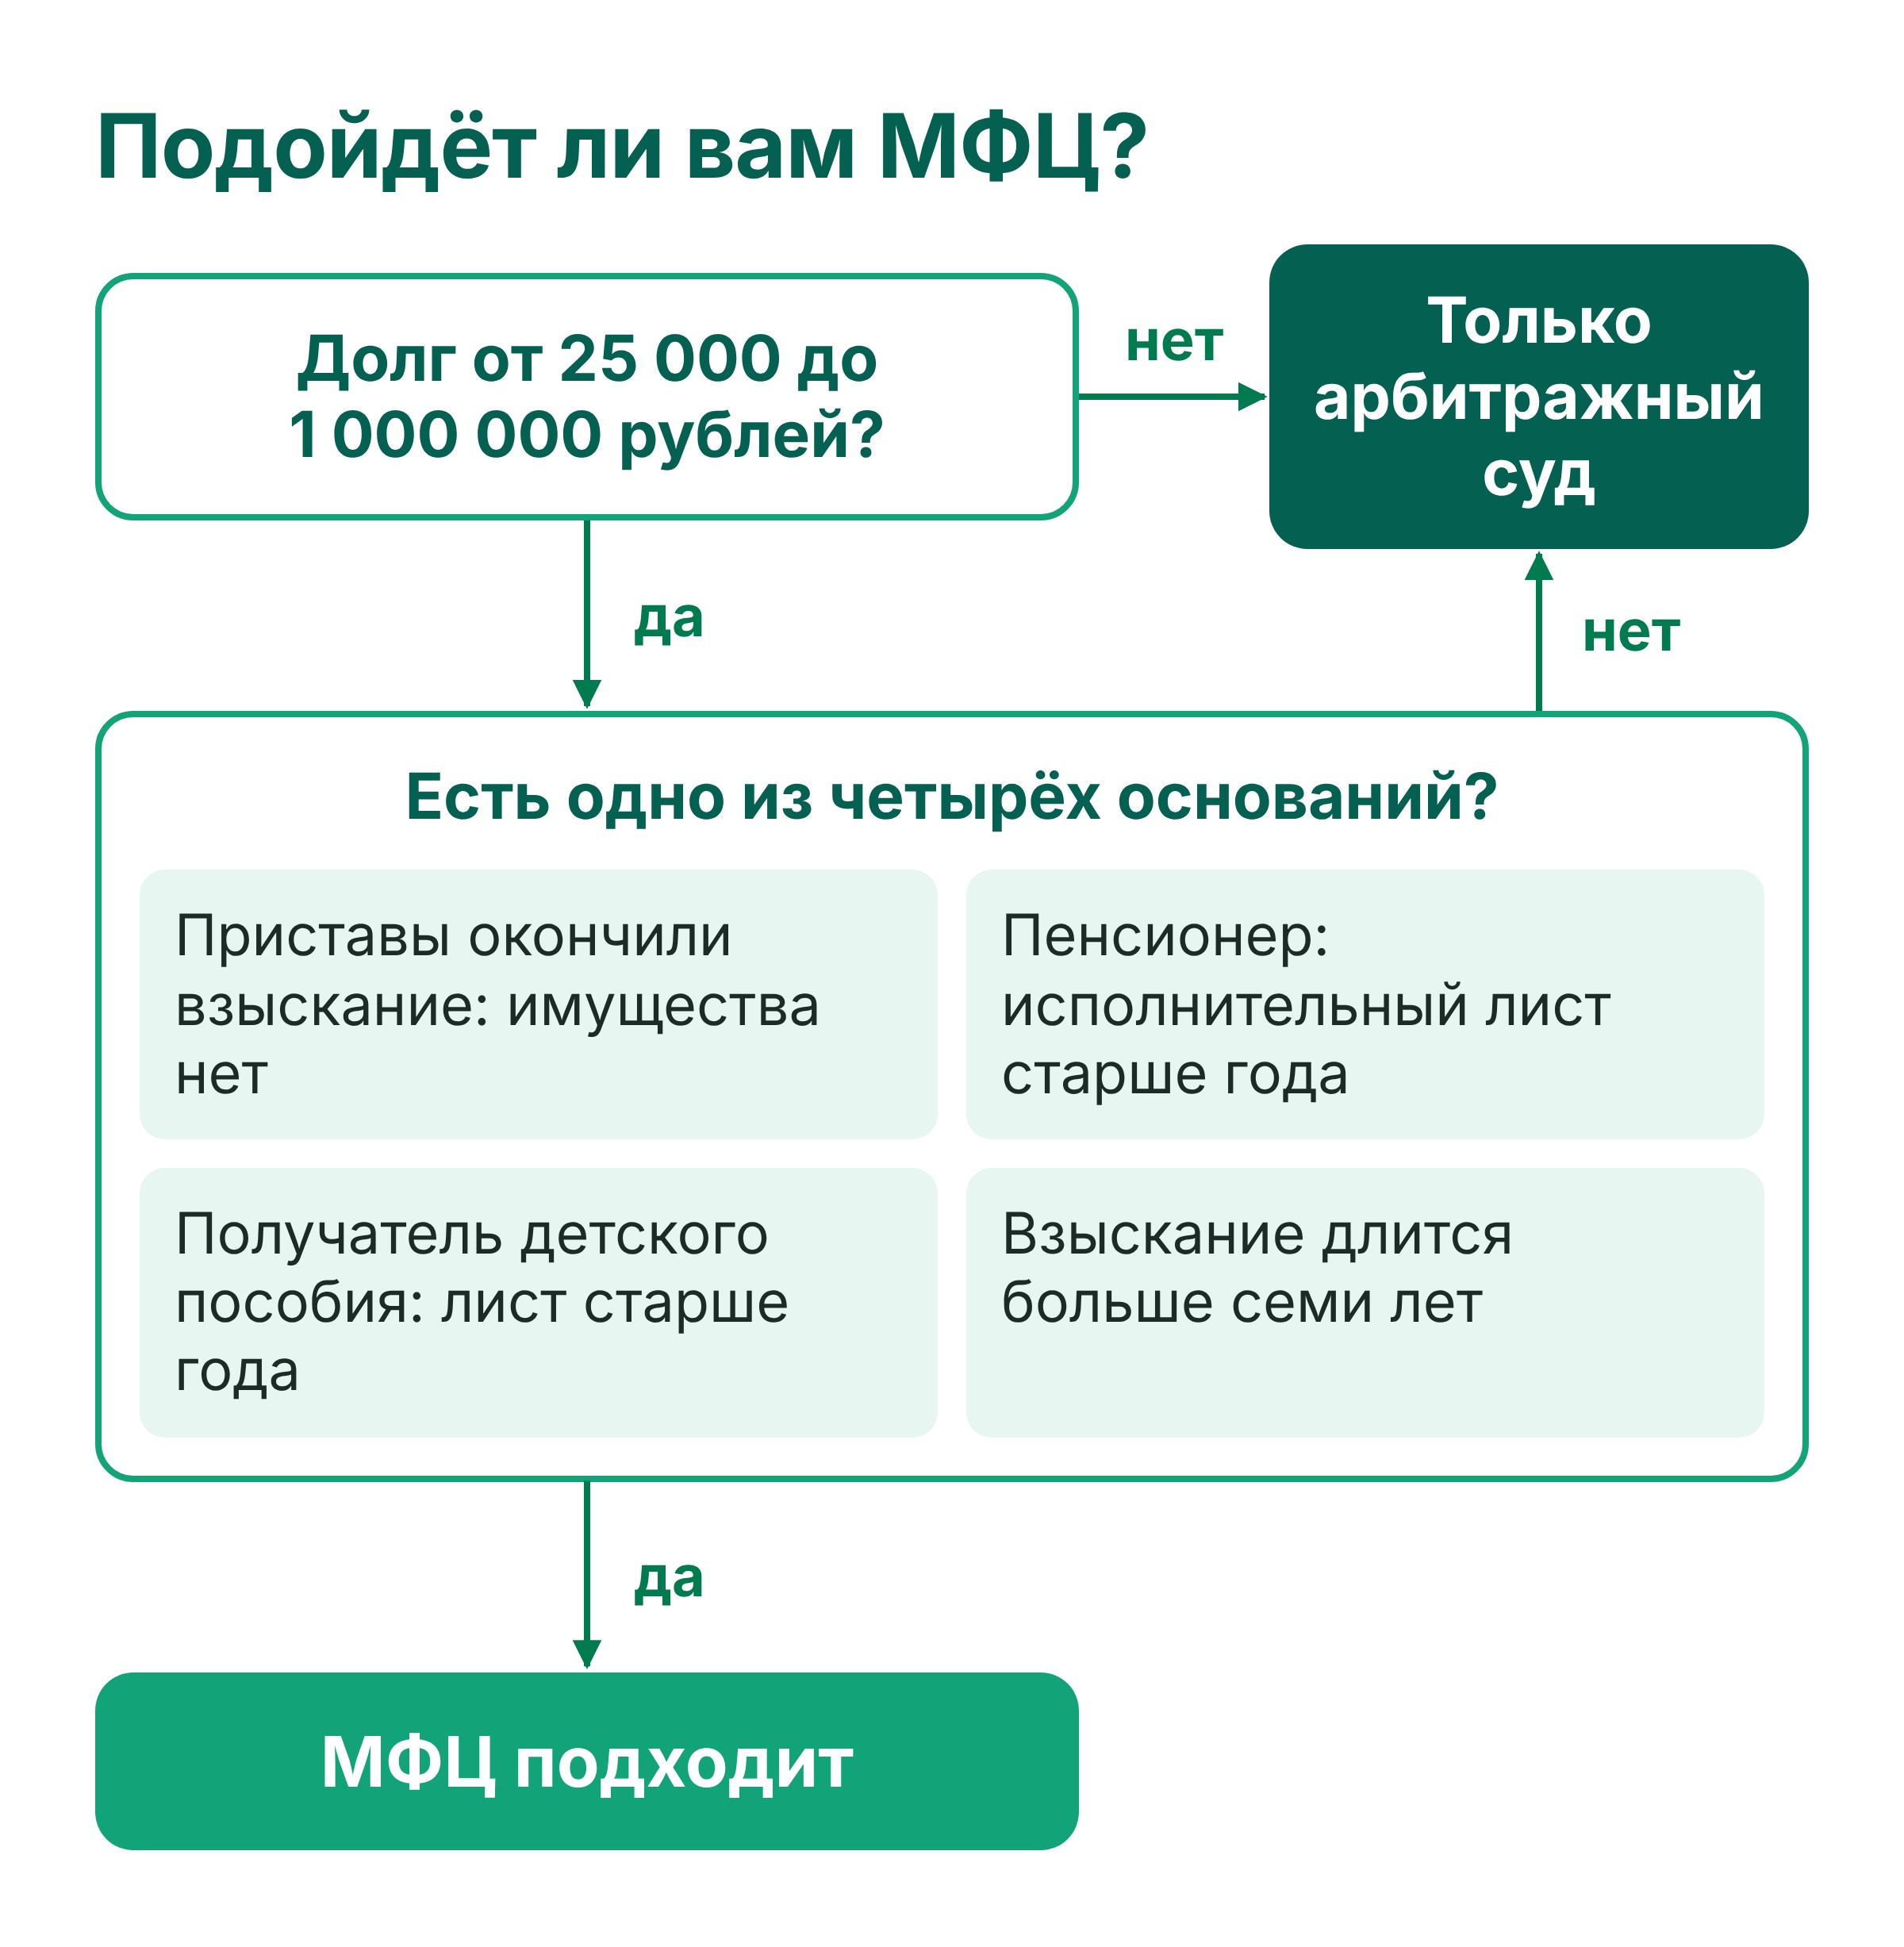 Подойдёт ли вам МФЦ?
Долг от 25 000 до
1 000 000 рублей?
нет
Только
арбитражный
суд
да
нет
Есть одно из четырёх оснований?
Приставы окончили
взыскание: имущества
нет
Пенсионер:
исполнительный лист
старше года
Получатель детского
пособия: лист старше
года
Взыскание длится
больше семи лет
да
МФЦ подходит